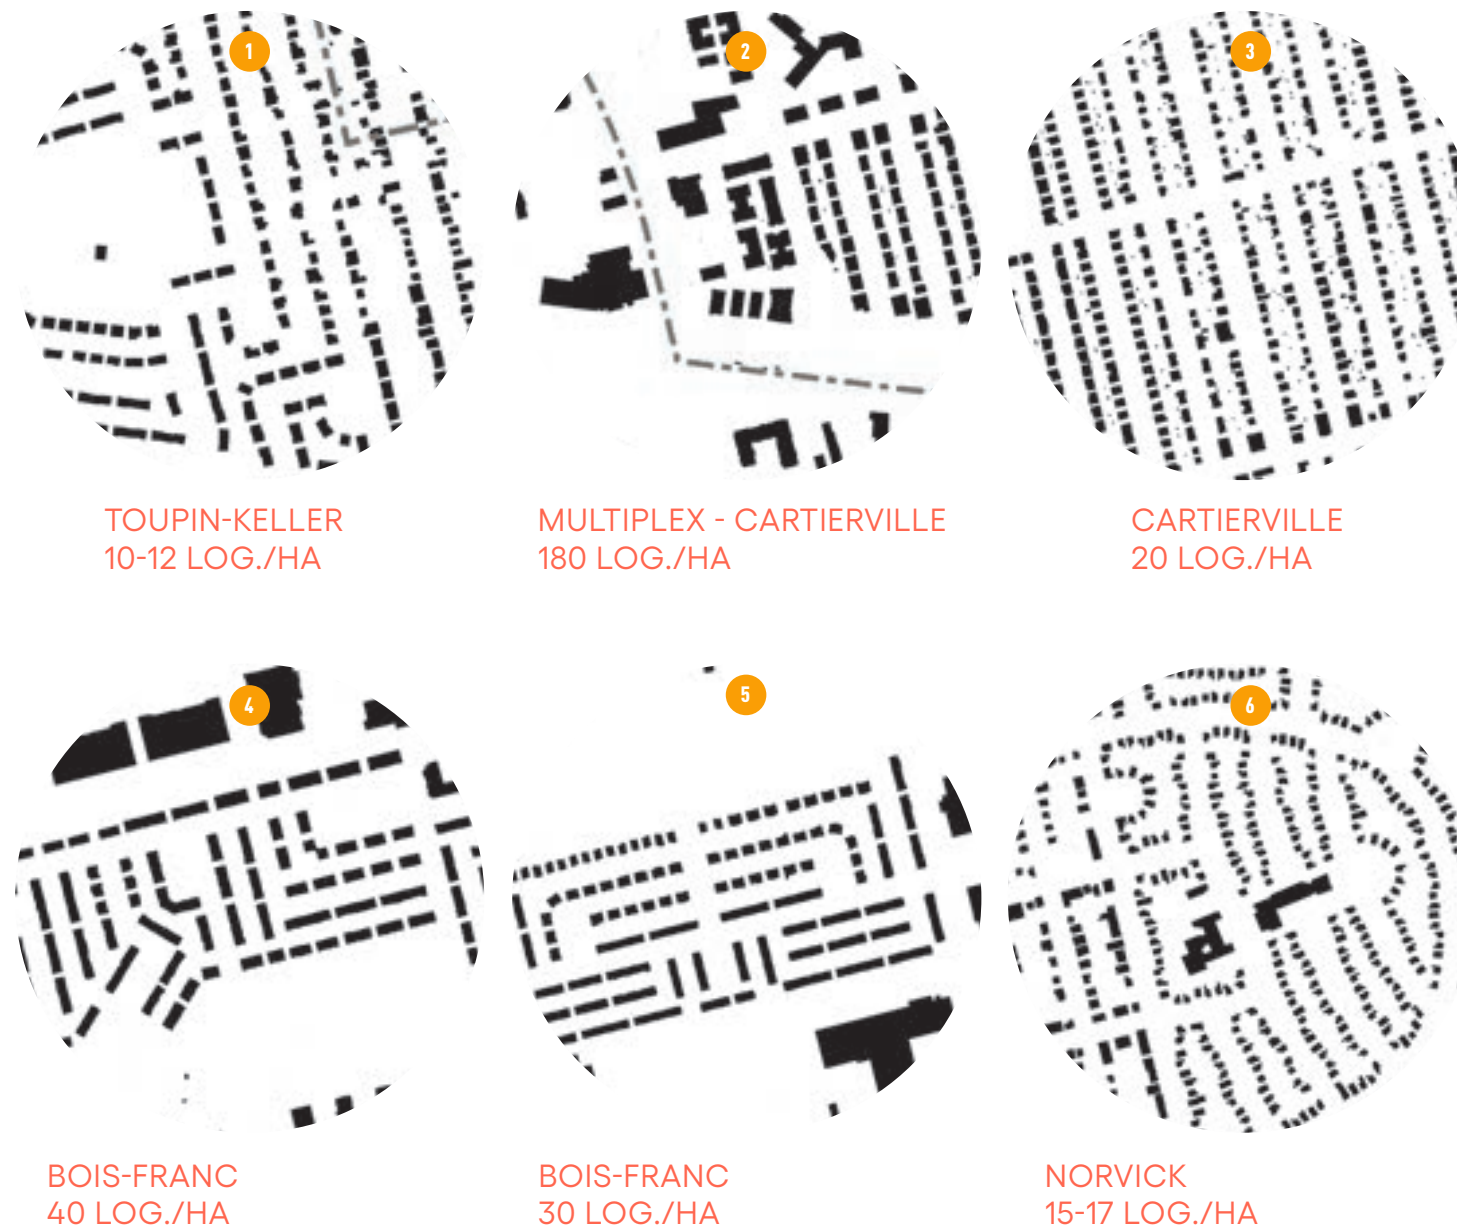 1
2
3
TOUPIN-KELLER
10-12 LOG./HA
MULTIPLEX - CARTIERVILLE
180 LOG./HA
CARTIERVILLE
20 LOG./HA
4
5
6
BOIS-FRANC
40 LOG./HA
BOIS-FRANC
30 LOG./HA
NORVICK
15-17 LOG./HA